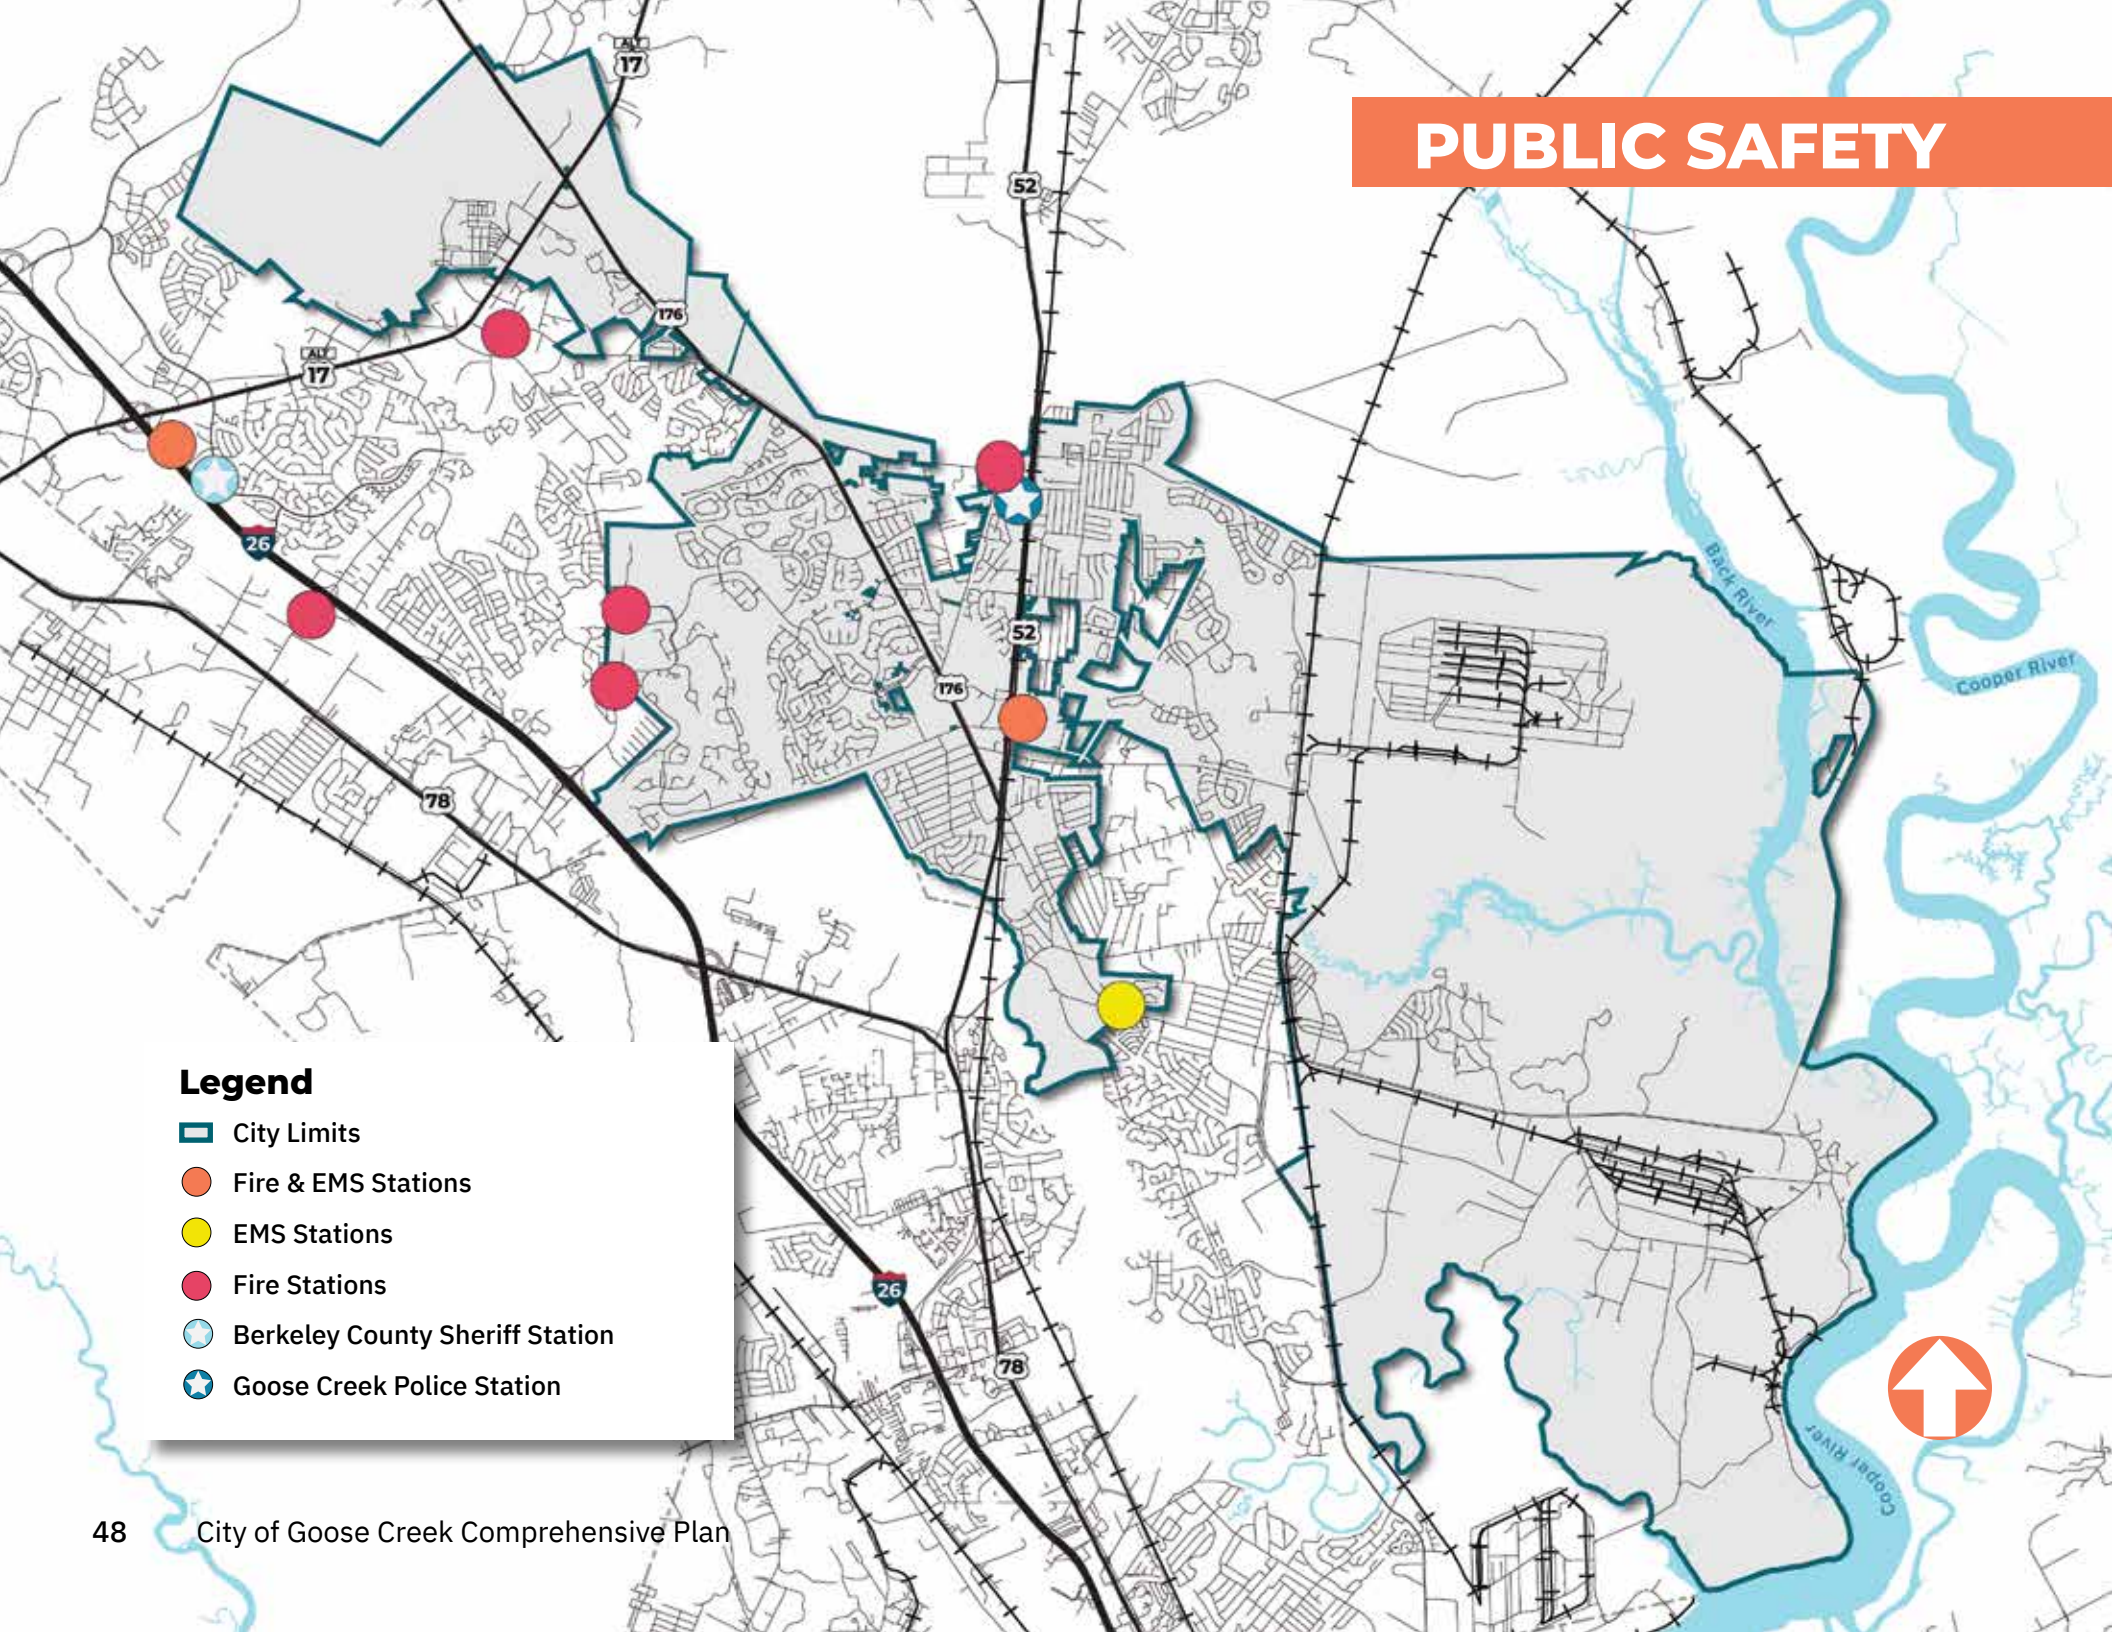 ALT
17
PUBLIC SAFETY
52
176
ALT
17
26
Back River
52
Cooper River
176
78
Legend
City Limits
Fire & EMS Stations
EMS Stations
Fire Stations
Berkeley County Sheriff Station
Goose Creek Police Station
26
78
Cooper River
48 City of Goose Creek Comprehensive Plan